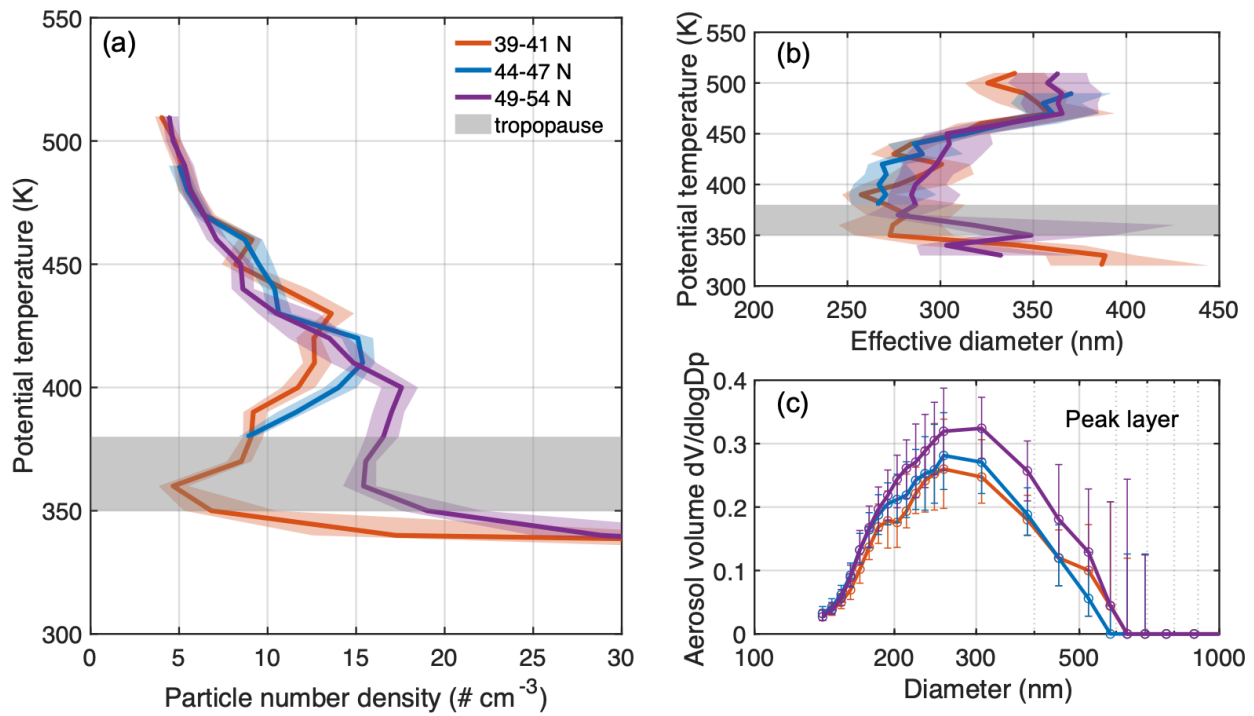 (a)
39-41 N
44-47 N
49-54 N
tropopause
550
500
450
400
350
300
Potential temperature (K)
0
5
10
15
20
25
30
Particle number density (# cm⁻³)
(b)
550
500
450
400
350
300
Potential temperature (K)
200
250
300
350
400
450
Effective diameter (nm)
(c)
Peak layer
0.4
0.3
0.2
0.1
0
Aerosol volume dV/dlogDp
100
200
300
500
1000
Diameter (nm)